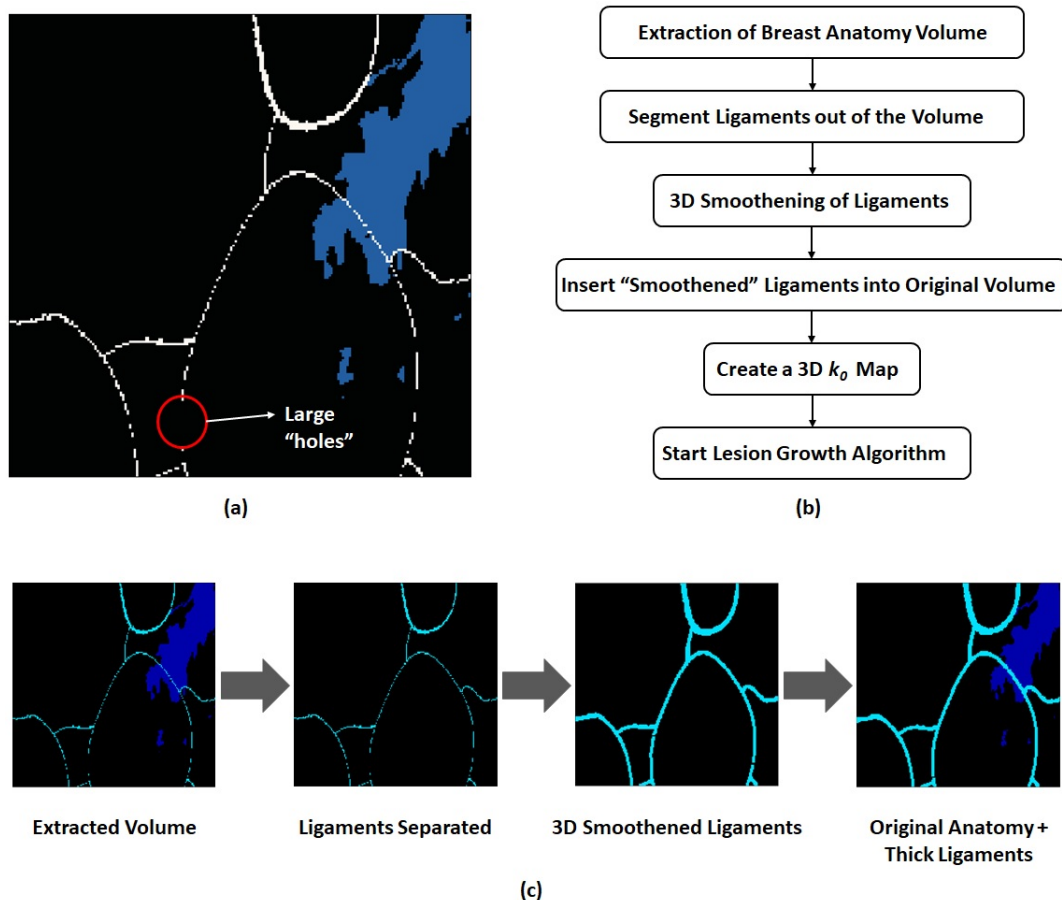 Large
“holes”
(a)
Extraction of Breast Anatomy Volume
Segment Ligaments out of the Volume
3D Smoothening of Ligaments
Insert “Smoothened” Ligaments into Original Volume
Create a 3D k₀ Map
Start Lesion Growth Algorithm
(b)
Extracted Volume
Ligaments Separated
3D Smoothened Ligaments
Original Anatomy +
Thick Ligaments
(c)